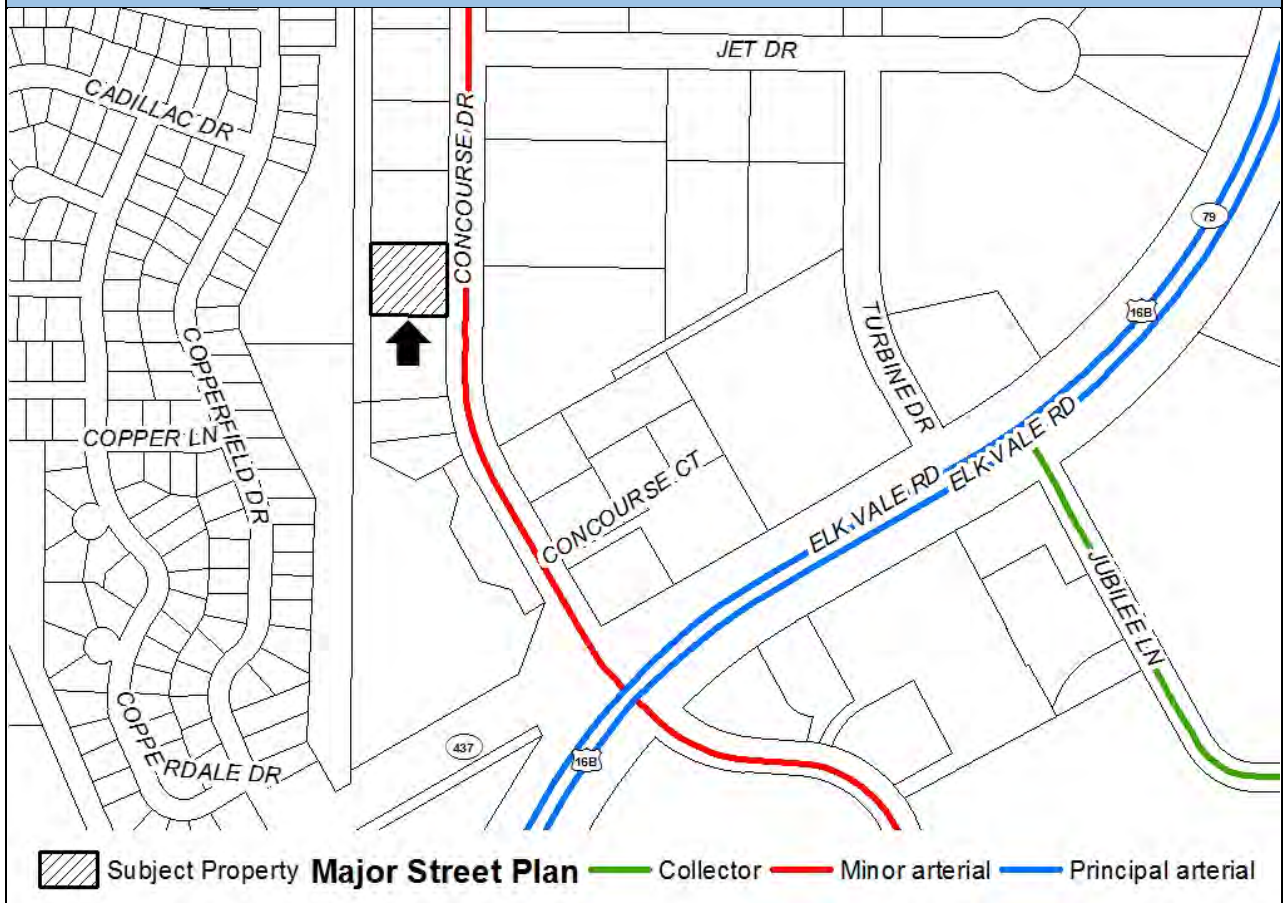 JET DR
CADILLAC DR
CONCOURSE DR
79
16B
COPPERFIELD DR
TURBINE DR
COPPER LN
CONCOURSE CT
ELK VALE RD
ELK VALE RD
JUBILEE LN
COPPERDALE DR
437
16B
Subject Property Major Street Plan Collector Minor arterial Principal arterial